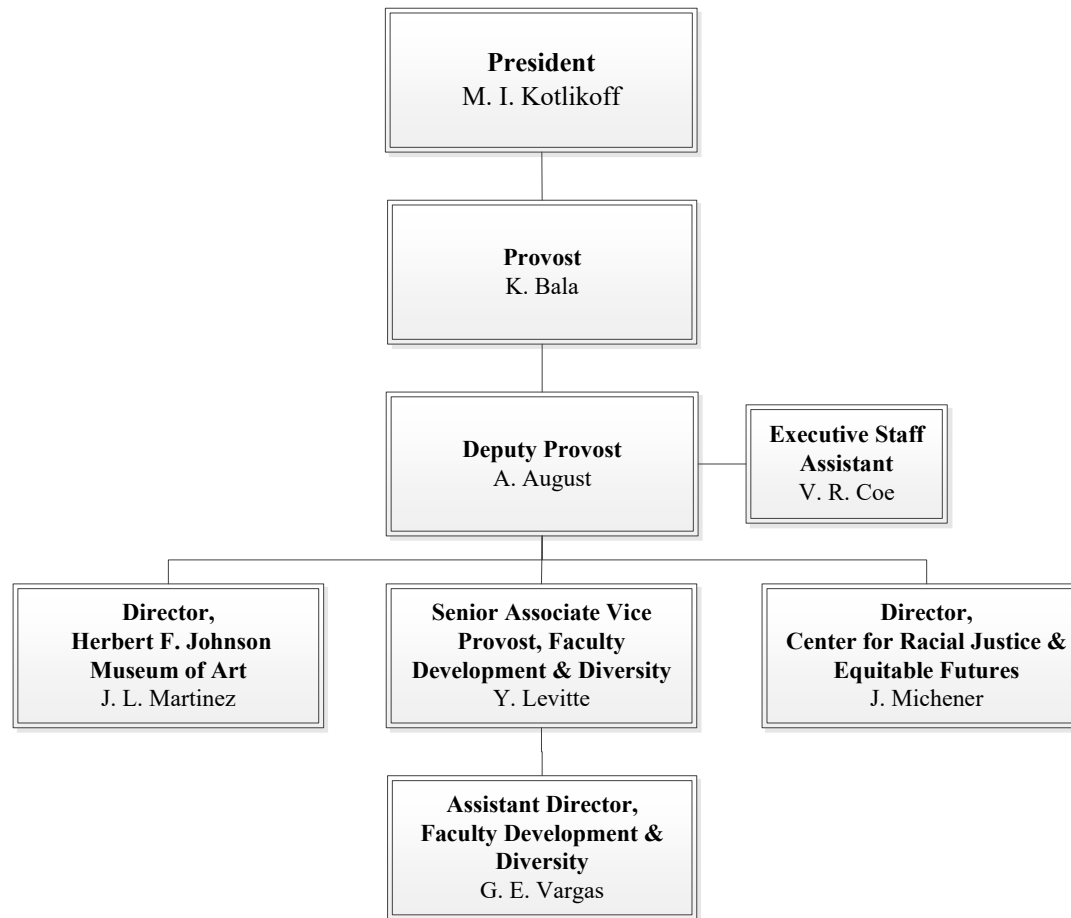 President
M. I. Kotlikoff
Provost
K. Bala
Deputy Provost
A. August
Executive Staff
Assistant
V. R. Coe
Director,
Herbert F. Johnson
Museum of Art
J. L. Martinez
Senior Associate Vice
Provost, Faculty
Development & Diversity
Y. Levitte
Director,
Center for Racial Justice &
Equitable Futures
J. Michener
Assistant Director,
Faculty Development &
Diversity
G. E. Vargas